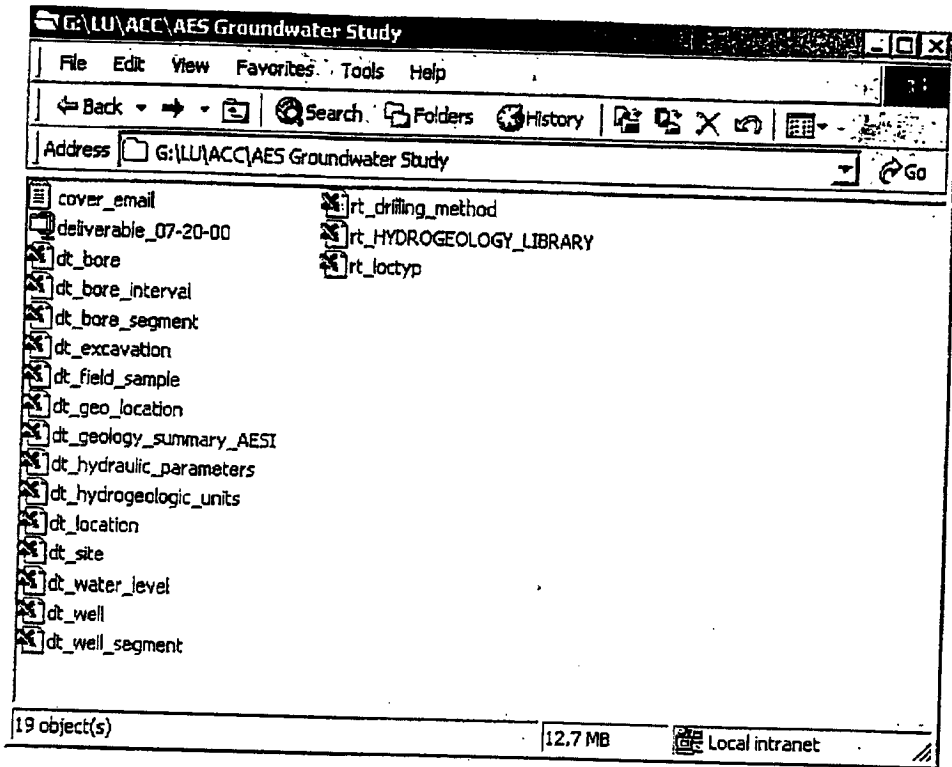 G:\LU\ACC\AES Groundwater Study
File Edit View Favorites Tools Help
Back Search Folders History
Address G:\LU\ACC\AES Groundwater Study Go
cover_email
deliverable_07-20-00
dt_bore
dt_bore_interval
dt_bore_segment
dt_excavation
dt_field_sample
dt_geo_location
dt_geology_summary_AESI
dt_hydraulic_parameters
dt_hydrogeologic_units
dt_location
dt_site
dt_water_level
dt_well
dt_well_segment
rt_drilling_method
rt_HYDROGEOLOGY_LIBRARY
rt_loctyp
19 object(s) 12.7 MB Local intranet